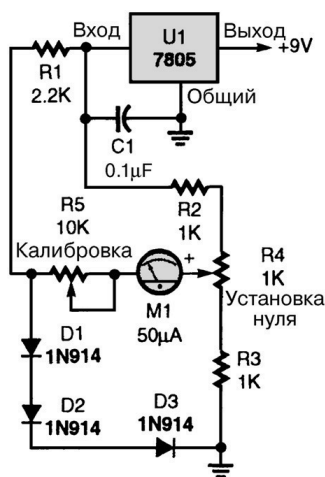 Вход
U1
7805
Выход
+9V
R1
2.2K
Общий
C1
0.1µF
R5
10K
Калибровка
R2
1K
+
R4
1K
Установка
нуля
M1
50µA
D1
1N914
R3
1K
D2
1N914
D3
1N914